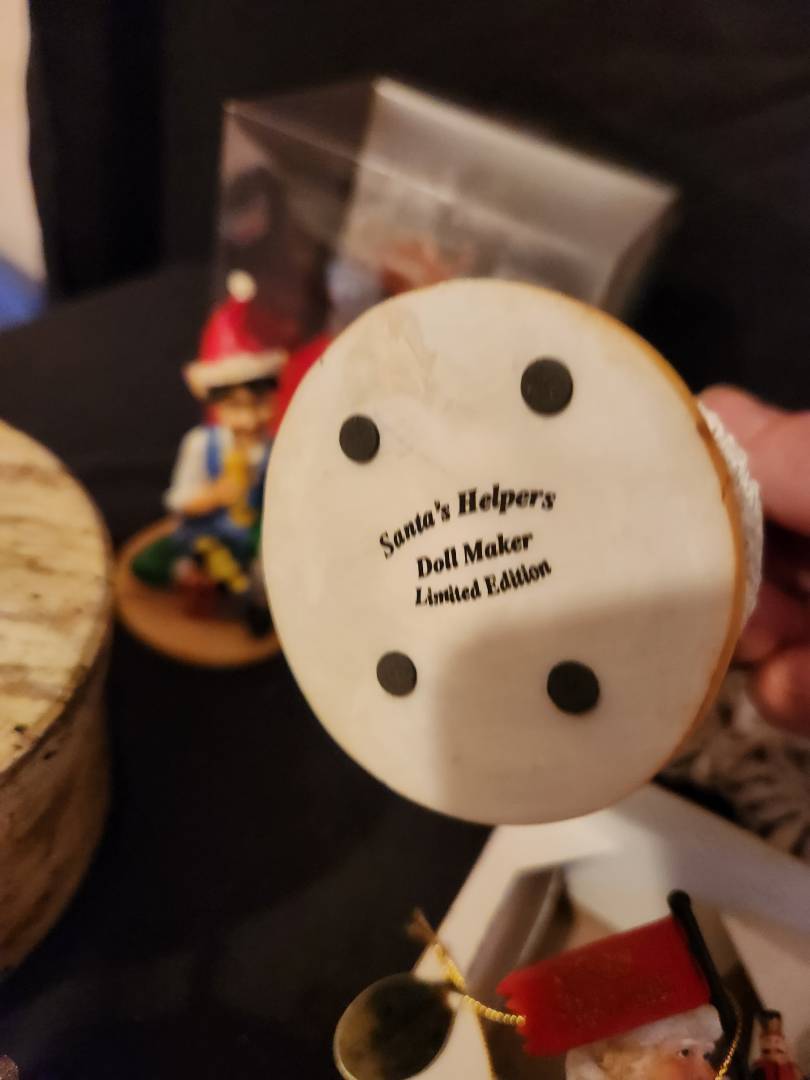 Santa's Helpers
Doll Maker
Limited Edition